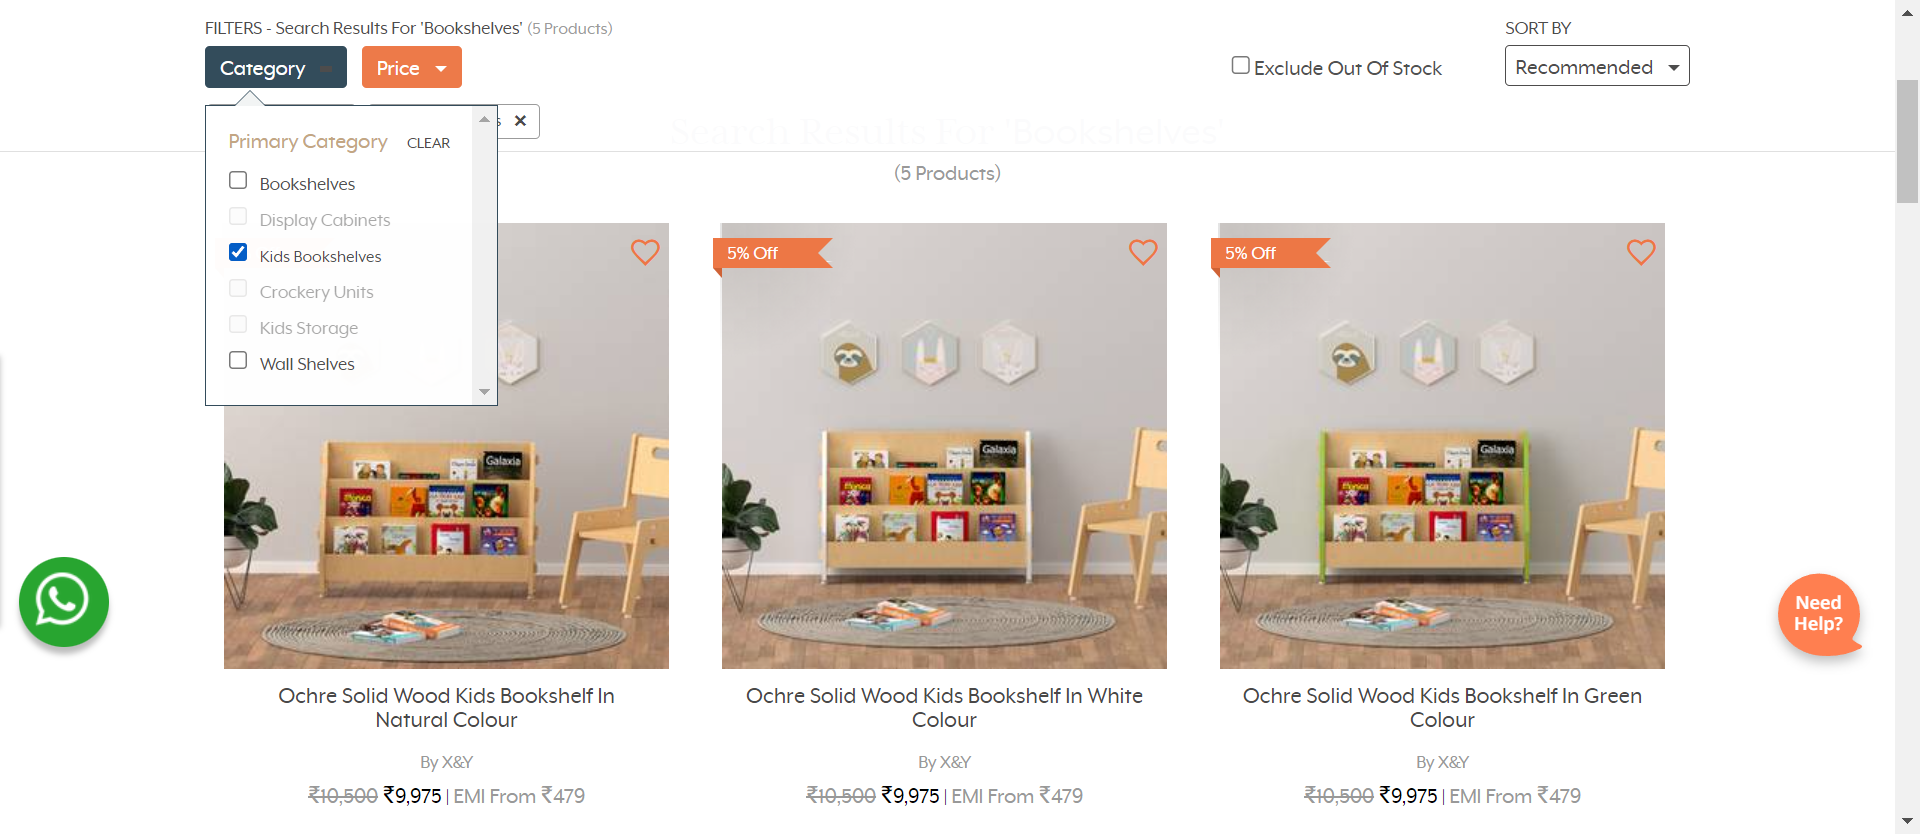 FILTERS - Search Results For 'Bookshelves' (5 Products)
SORT BY
Category
Price
Exclude Out Of Stock
Recommended
s ✕
Search Results For 'Bookshelves'
(5 Products)
Primary Category CLEAR
Bookshelves
Display Cabinets
Kids Bookshelves
Crockery Units
Kids Storage
Wall Shelves
5% Off
5% Off
Galaxia
Galaxia
Galaxia
Need
Help?
Ochre Solid Wood Kids Bookshelf In
Natural Colour
By X&Y
₹10,500 ₹9,975 | EMI From ₹479
Ochre Solid Wood Kids Bookshelf In White
Colour
By X&Y
₹10,500 ₹9,975 | EMI From ₹479
Ochre Solid Wood Kids Bookshelf In Green
Colour
By X&Y
₹10,500 ₹9,975 | EMI From ₹479